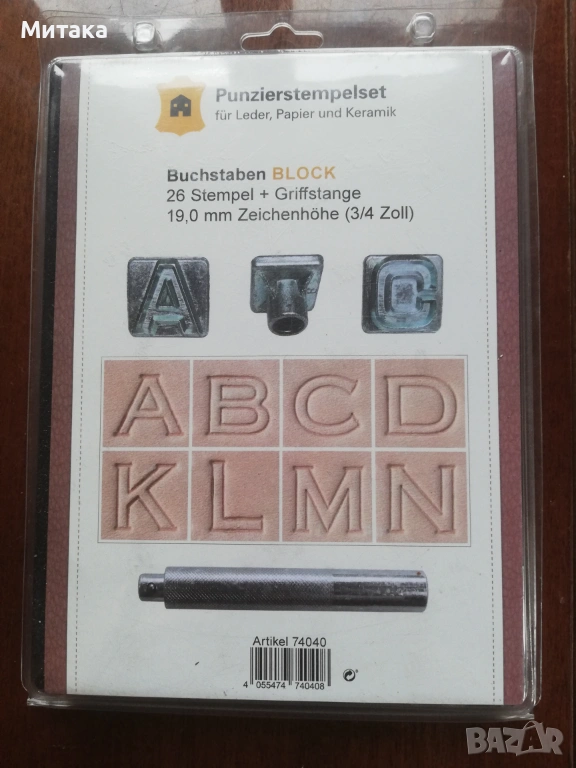 Митака
Punzierstempelset
für Leder, Papier und Keramik
Buchstaben BLOCK
26 Stempel + Griffstange
19,0 mm Zeichenhöhe (3/4 Zoll)
A C
A B C D
K L M N
Artikel 74040
4 055474 740408
BAZAR